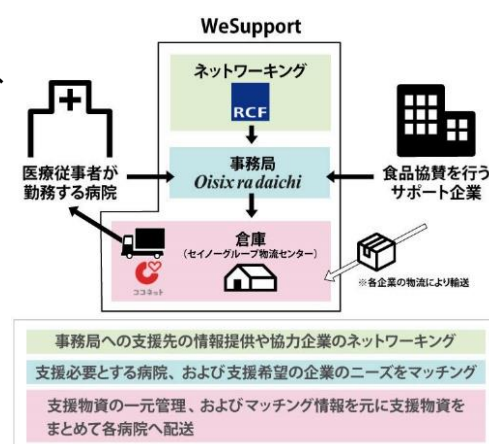 WeSupport
ネットワーキング
RCF
事務局
Oisix ra daichi
医療従事者が
勤務する病院
食品協賛を行う
サポート企業
倉庫
(セイノーグループ物流センター)
ココネット
※各企業の物流により輸送
事務局への支援先の情報提供や協力企業のネットワーキング
支援必要とする病院、および支援希望の企業のニーズをマッチング
支援物資の一元管理、およびマッチング情報を元に支援物資を
まとめて各病院へ配送